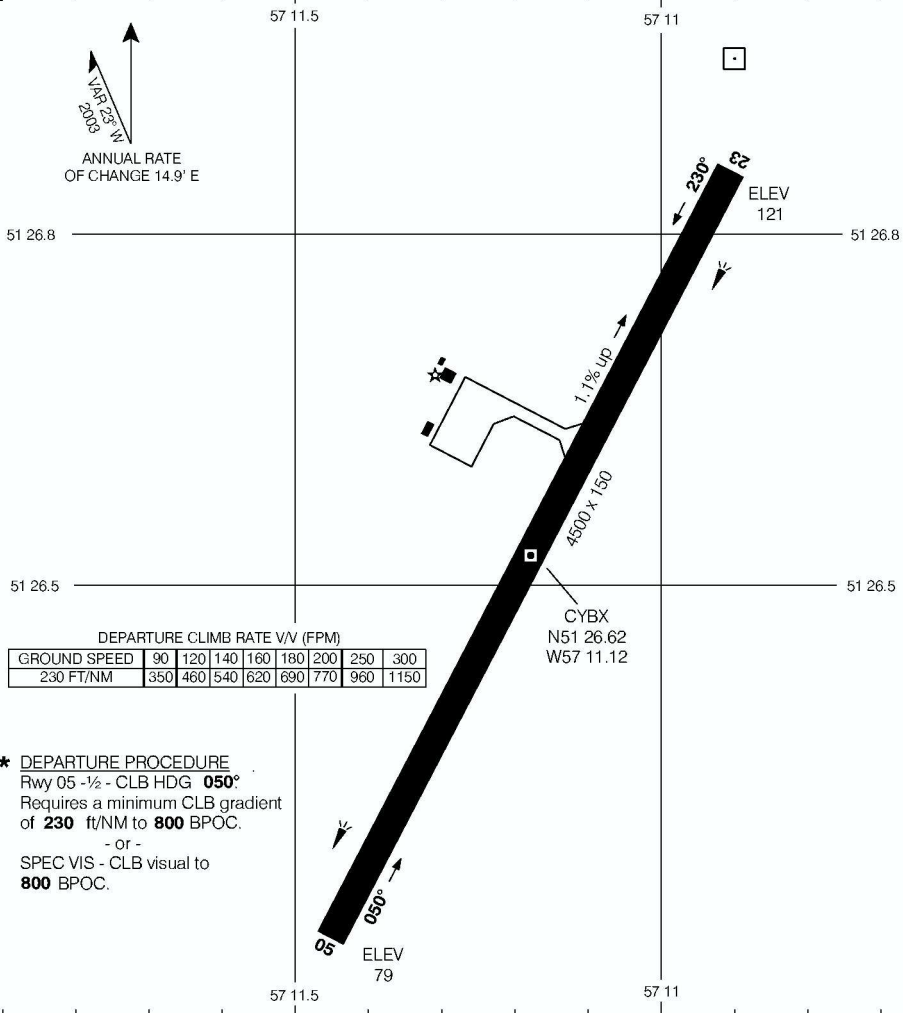 57 11.5
57 11
VAR 23° W
2003
ANNUAL RATE
OF CHANGE 14.9' E
23
230°
ELEV
121
51 26.8
51 26.8
1.1% up
4500 x 150
51 26.5
51 26.5
CYBX
N51 26.62
W57 11.12
DEPARTURE CLIMB RATE V/V (FPM)
GROUND SPEED 90 120 140 160 180 200 250 300
230 FT/NM 350 460 540 620 690 770 960 1150
* DEPARTURE PROCEDURE
Rwy 05 -½ - CLB HDG 050°.
Requires a minimum CLB gradient
of 230 ft/NM to 800 BPOC.
- or -
SPEC VIS - CLB visual to
800 BPOC.
050°
05
ELEV
79
57 11.5
57 11